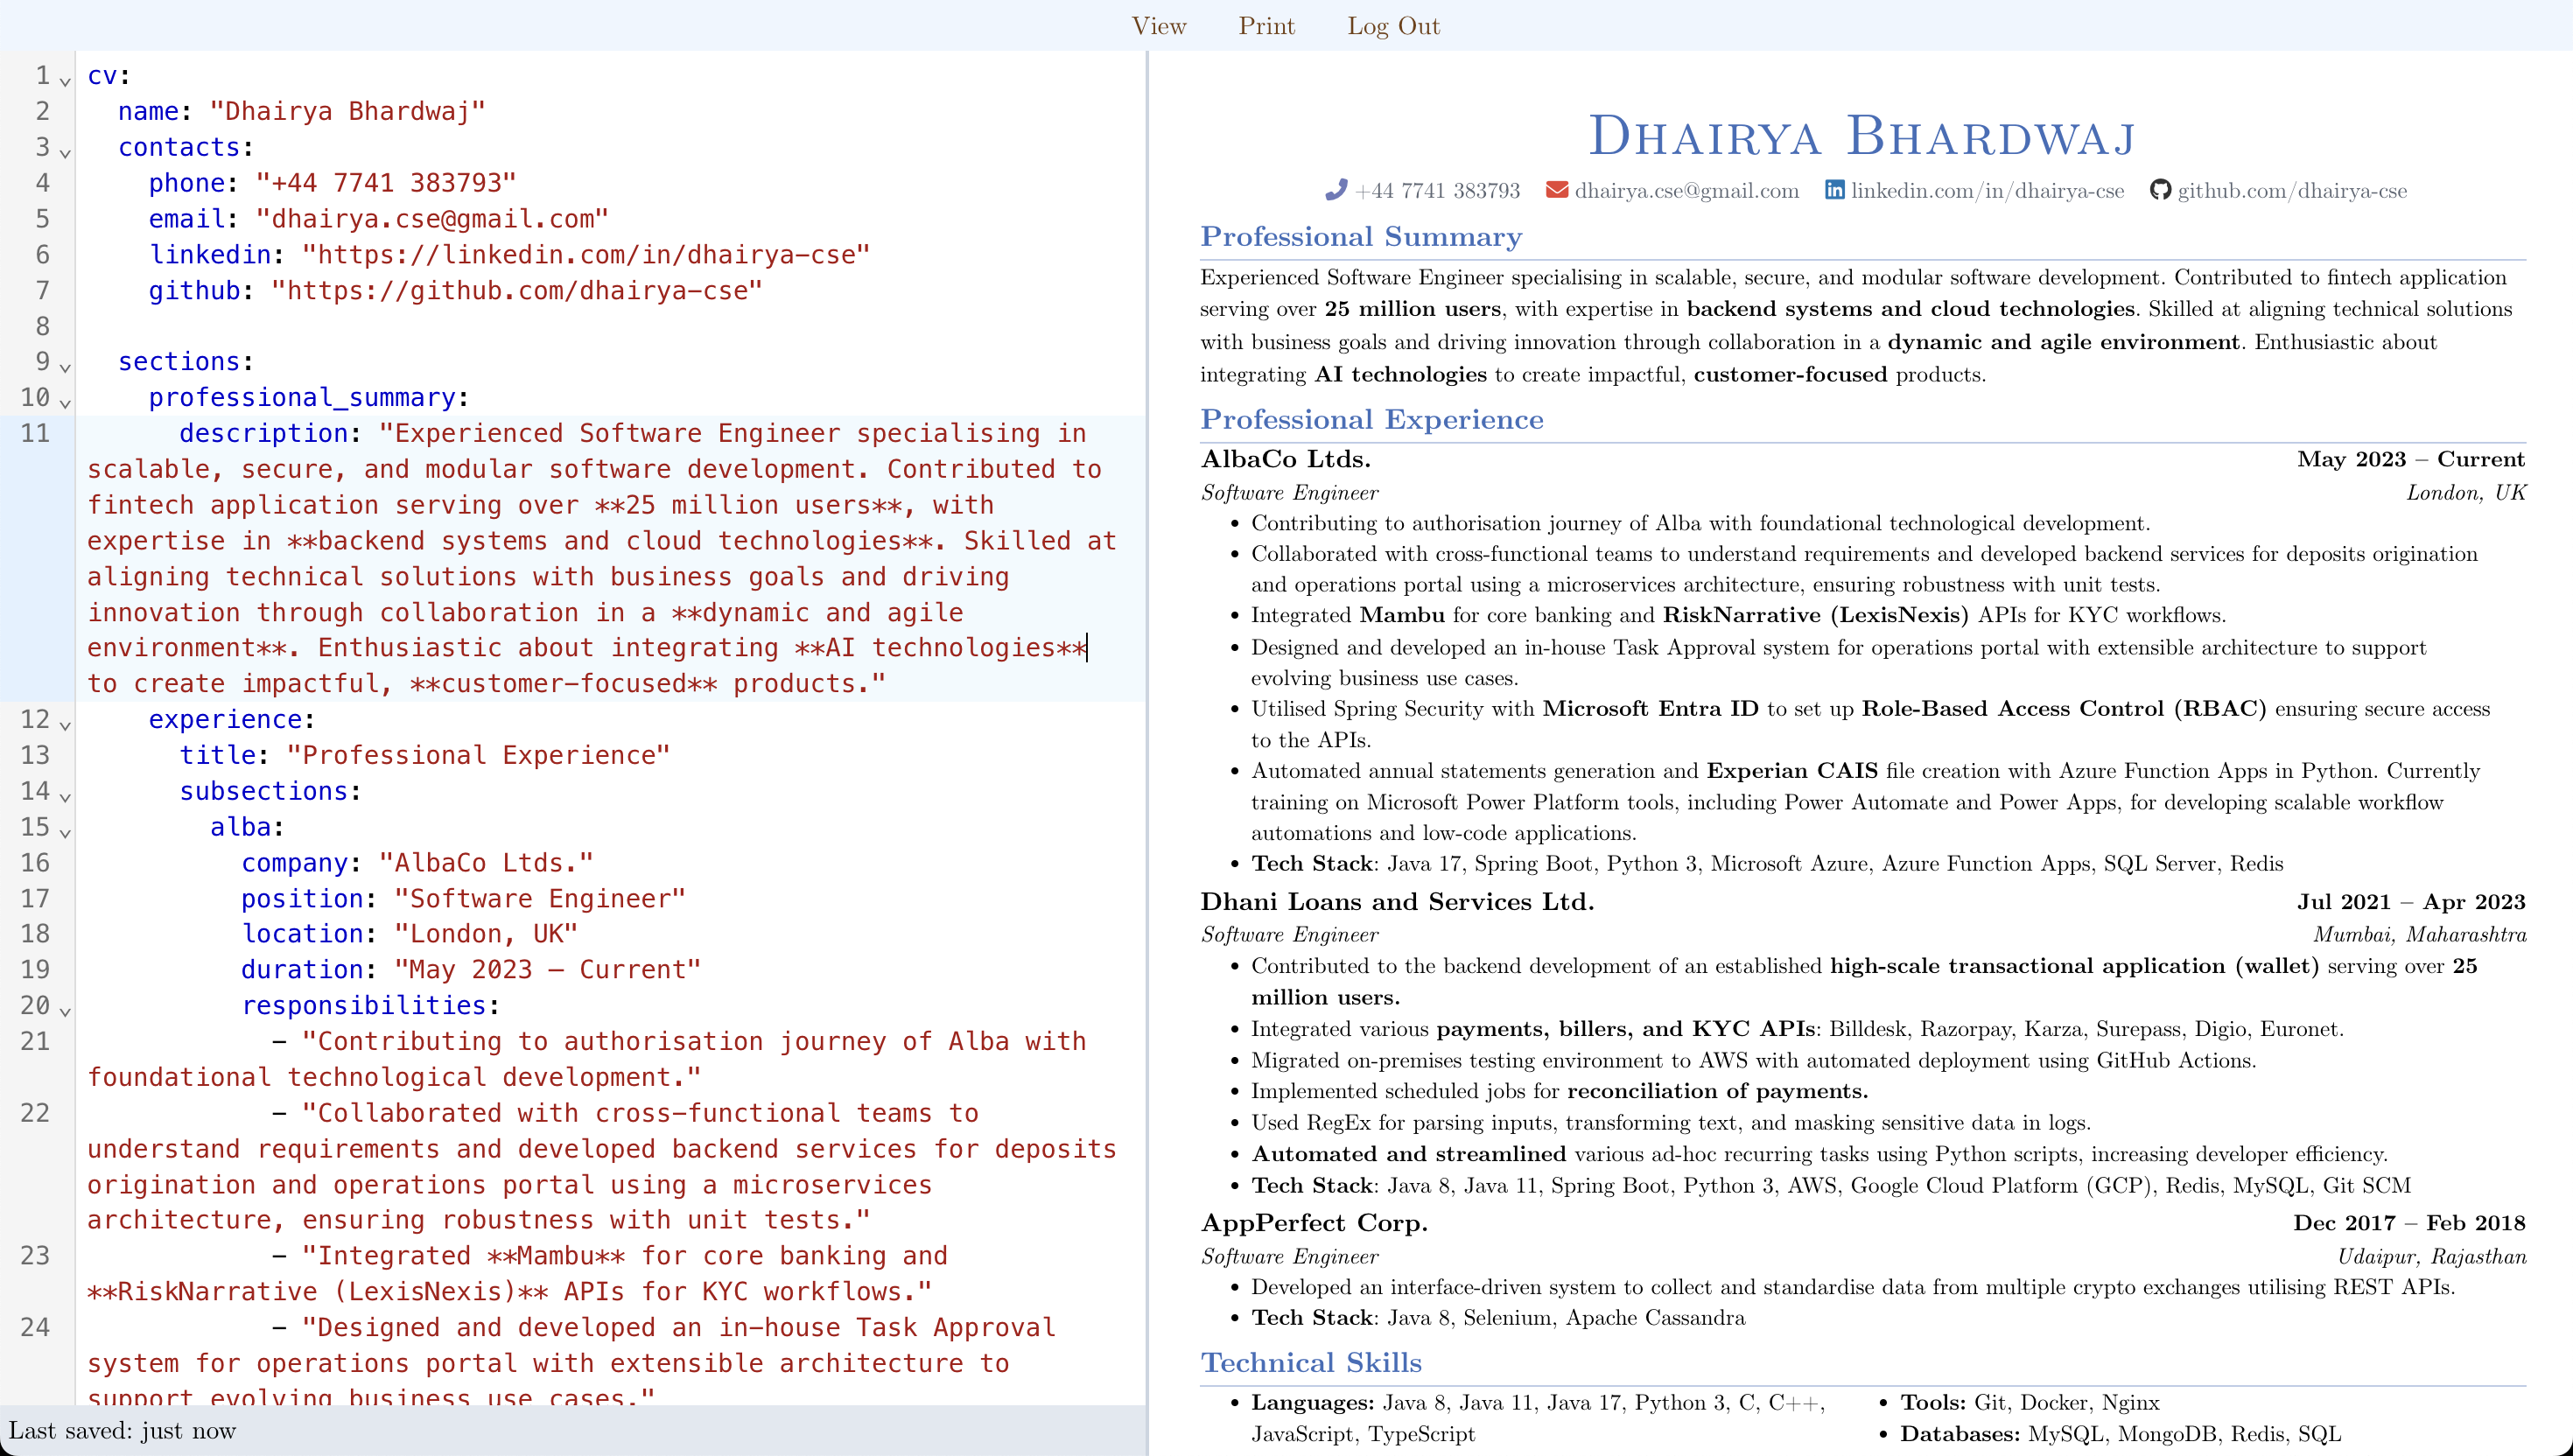 View Print Log Out
1 cv:
2 name: "Dhairya Bhardwaj"
3 contacts:
4 phone: "+44 7741 383793"
5 email: "dhairya.cse@gmail.com"
6 linkedin: "https://linkedin.com/in/dhairya-cse"
7 github: "https://github.com/dhairya-cse"
8
9 sections:
10 professional_summary:
11 description: "Experienced Software Engineer specialising in
scalable, secure, and modular software development. Contributed to
fintech application serving over **25 million users**, with
expertise in **backend systems and cloud technologies**. Skilled at
aligning technical solutions with business goals and driving
innovation through collaboration in a **dynamic and agile
environment**. Enthusiastic about integrating **AI technologies**
to create impactful, **customer-focused** products."
12 experience:
13 title: "Professional Experience"
14 subsections:
15 alba:
16 company: "AlbaCo Ltds."
17 position: "Software Engineer"
18 location: "London, UK"
19 duration: "May 2023 – Current"
20 responsibilities:
21 - "Contributing to authorisation journey of Alba with
foundational technological development."
22 - "Collaborated with cross-functional teams to
understand requirements and developed backend services for deposits
origination and operations portal using a microservices
architecture, ensuring robustness with unit tests."
23 - "Integrated **Mambu** for core banking and
**RiskNarrative (LexisNexis)** APIs for KYC workflows."
24 - "Designed and developed an in-house Task Approval
system for operations portal with extensible architecture to
support evolving business use cases."
Last saved: just now
Dhairya Bhardwaj
+44 7741 383793 dhairya.cse@gmail.com linkedin.com/in/dhairya-cse github.com/dhairya-cse
Professional Summary
Experienced Software Engineer specialising in scalable, secure, and modular software development. Contributed to fintech application
serving over 25 million users, with expertise in backend systems and cloud technologies. Skilled at aligning technical solutions
with business goals and driving innovation through collaboration in a dynamic and agile environment. Enthusiastic about
integrating AI technologies to create impactful, customer-focused products.
Professional Experience
AlbaCo Ltds. May 2023 – Current
Software Engineer London, UK
• Contributing to authorisation journey of Alba with foundational technological development.
• Collaborated with cross-functional teams to understand requirements and developed backend services for deposits origination
and operations portal using a microservices architecture, ensuring robustness with unit tests.
• Integrated Mambu for core banking and RiskNarrative (LexisNexis) APIs for KYC workflows.
• Designed and developed an in-house Task Approval system for operations portal with extensible architecture to support
evolving business use cases.
• Utilised Spring Security with Microsoft Entra ID to set up Role-Based Access Control (RBAC) ensuring secure access
to the APIs.
• Automated annual statements generation and Experian CAIS file creation with Azure Function Apps in Python. Currently
training on Microsoft Power Platform tools, including Power Automate and Power Apps, for developing scalable workflow
automations and low-code applications.
• Tech Stack: Java 17, Spring Boot, Python 3, Microsoft Azure, Azure Function Apps, SQL Server, Redis
Dhani Loans and Services Ltd. Jul 2021 – Apr 2023
Software Engineer Mumbai, Maharashtra
• Contributed to the backend development of an established high-scale transactional application (wallet) serving over 25
million users.
• Integrated various payments, billers, and KYC APIs: Billdesk, Razorpay, Karza, Surepass, Digio, Euronet.
• Migrated on-premises testing environment to AWS with automated deployment using GitHub Actions.
• Implemented scheduled jobs for reconciliation of payments.
• Used RegEx for parsing inputs, transforming text, and masking sensitive data in logs.
• Automated and streamlined various ad-hoc recurring tasks using Python scripts, increasing developer efficiency.
• Tech Stack: Java 8, Java 11, Spring Boot, Python 3, AWS, Google Cloud Platform (GCP), Redis, MySQL, Git SCM
AppPerfect Corp. Dec 2017 – Feb 2018
Software Engineer Udaipur, Rajasthan
• Developed an interface-driven system to collect and standardise data from multiple crypto exchanges utilising REST APIs.
• Tech Stack: Java 8, Selenium, Apache Cassandra
Technical Skills
• Languages: Java 8, Java 11, Java 17, Python 3, C, C++,
JavaScript, TypeScript
• Tools: Git, Docker, Nginx
• Databases: MySQL, MongoDB, Redis, SQL